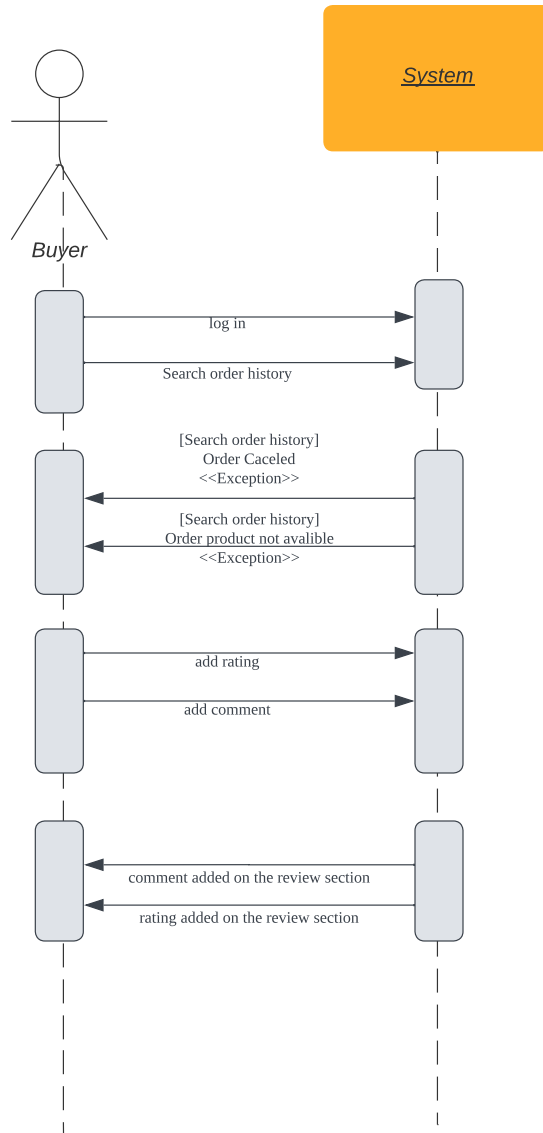 System
Buyer
log in
Search order history
[Search order history]
Order Caceled
<<Exception>>
[Search order history]
Order product not avalible
<<Exception>>
add rating
add comment
comment added on the review section
rating added on the review section